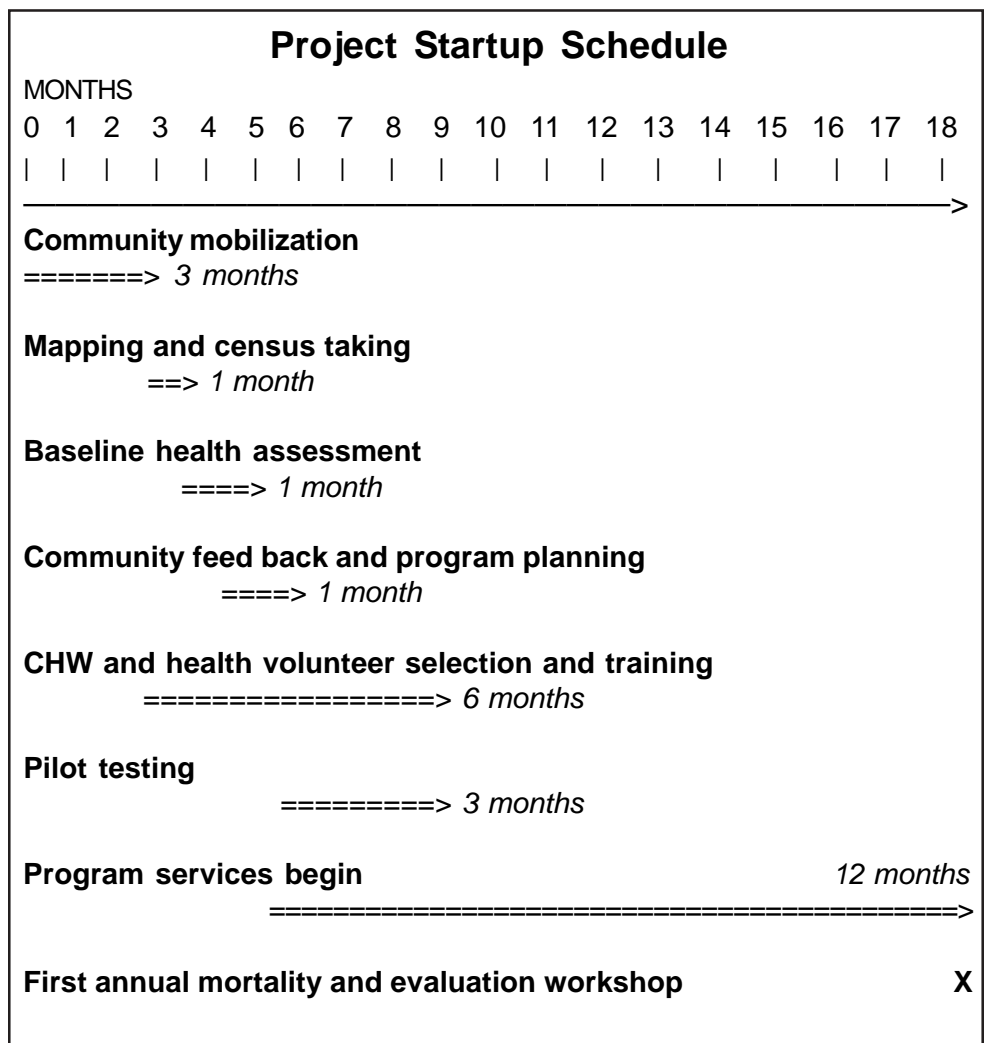 Project Startup Schedule
MONTHS
0 1 2 3 4 5 6 7 8 9 10 11 12 13 14 15 16 17 18
| | | | | | | | | | | | | | | | | | |
————————————————————————————>
Community mobilization
=======> 3 months
Mapping and census taking
==> 1 month
Baseline health assessment
====> 1 month
Community feed back and program planning
====> 1 month
CHW and health volunteer selection and training
=================> 6 months
Pilot testing
=========> 3 months
Program services begin 12 months
========================================>
First annual mortality and evaluation workshop X